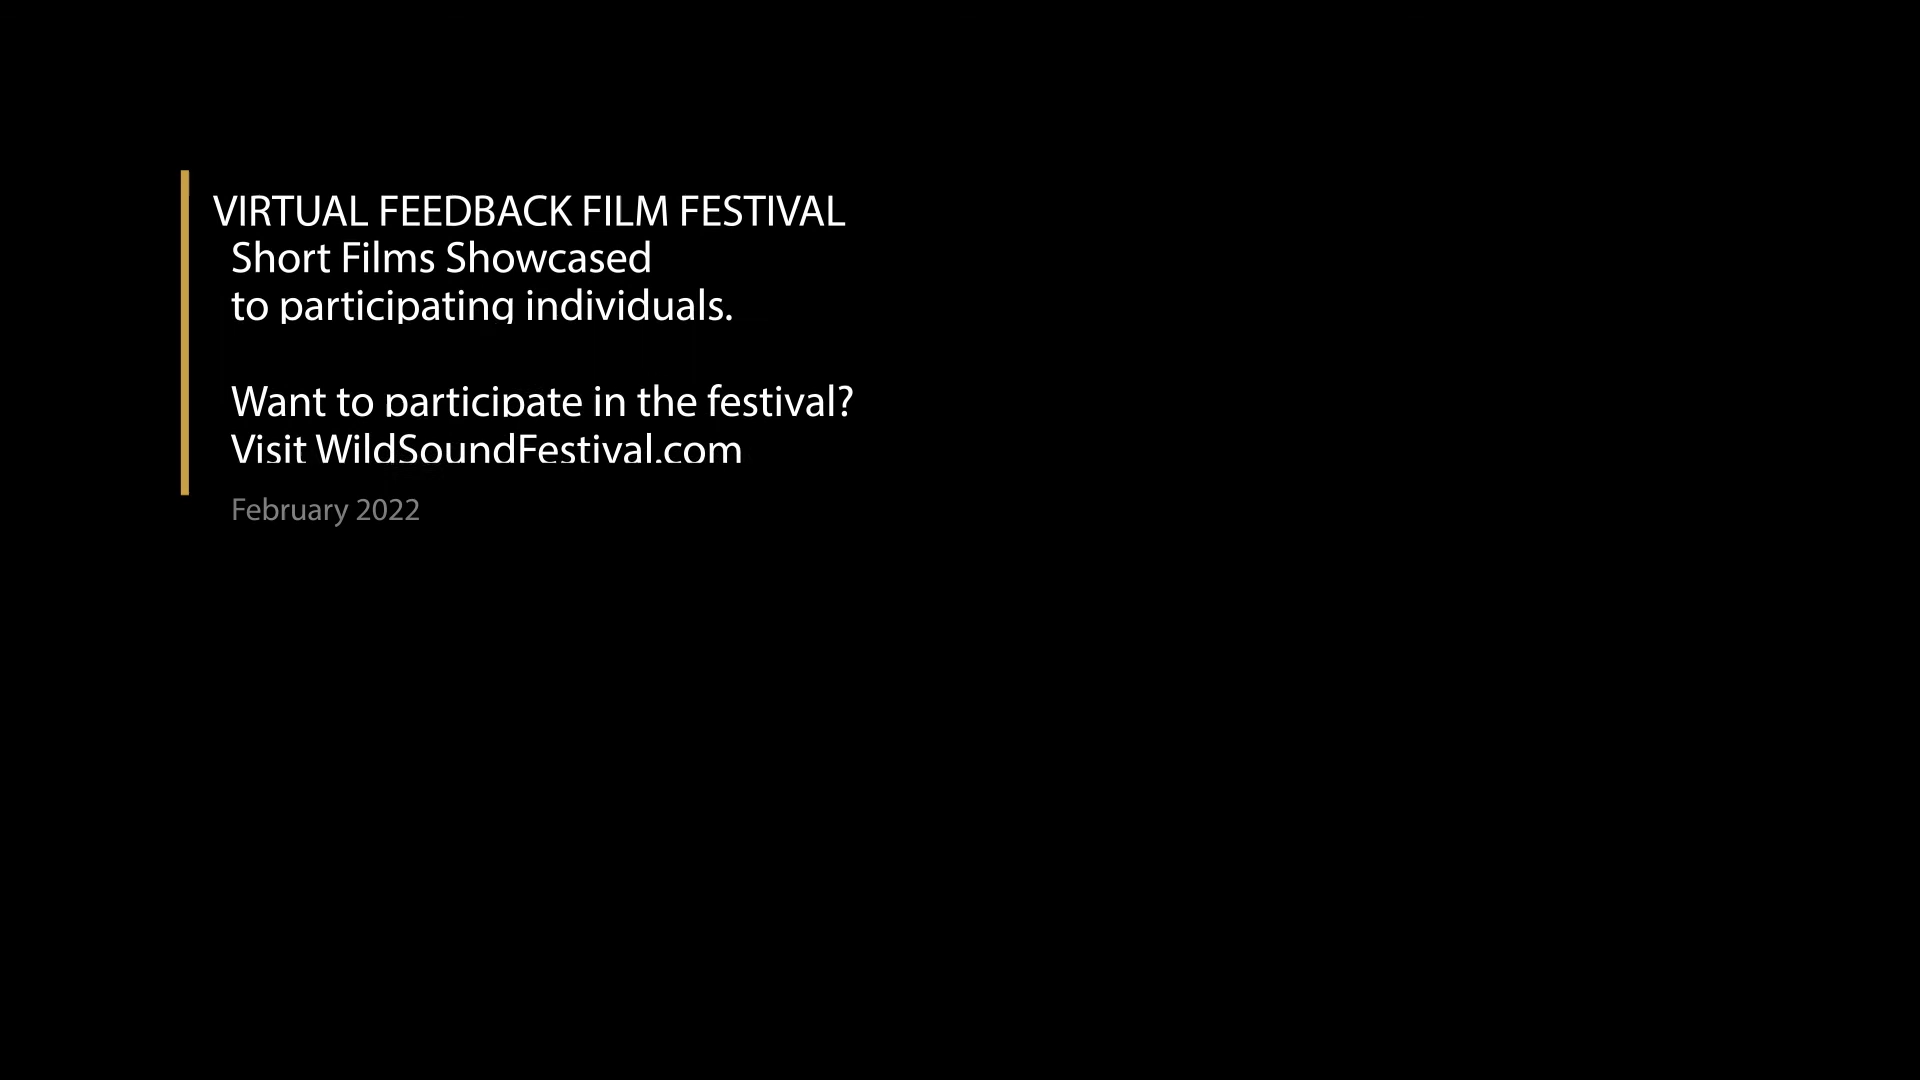 VIRTUAL FEEDBACK FILM FESTIVAL
Short Films Showcased
to participating individuals.
Want to participate in the festival?
Visit WildSoundFestival.com
February 2022